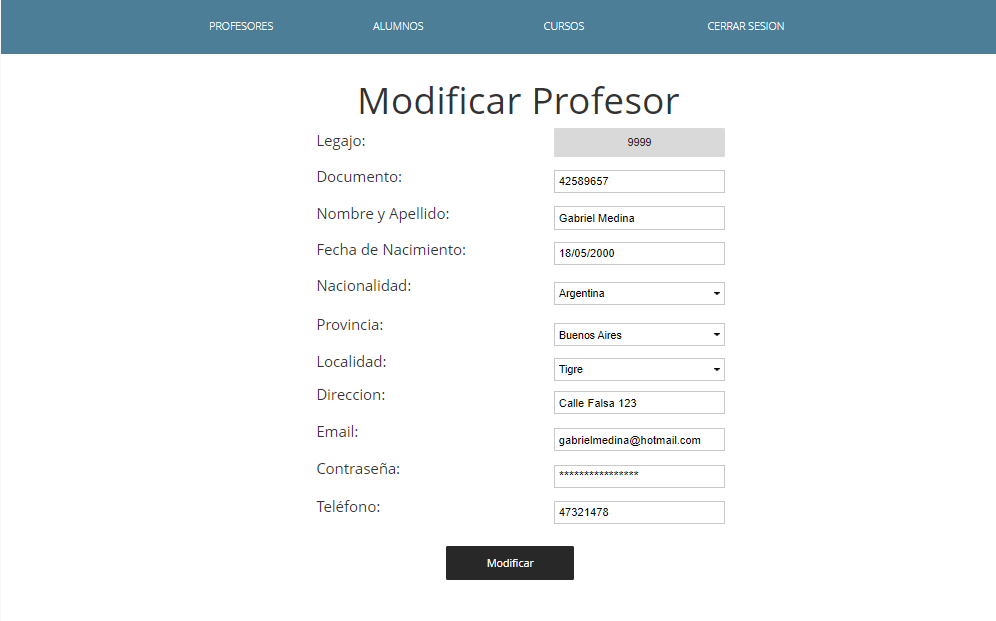 PROFESORES ALUMNOS CURSOS CERRAR SESION
Modificar Profesor
Legajo: 9999
Documento: 42589657
Nombre y Apellido: Gabriel Medina
Fecha de Nacimiento: 18/05/2000
Nacionalidad: Argentina
Provincia: Buenos Aires
Localidad: Tigre
Direccion: Calle Falsa 123
Email: gabrielmedina@hotmail.com
Contraseña: ****************
Teléfono: 47321478
Modificar